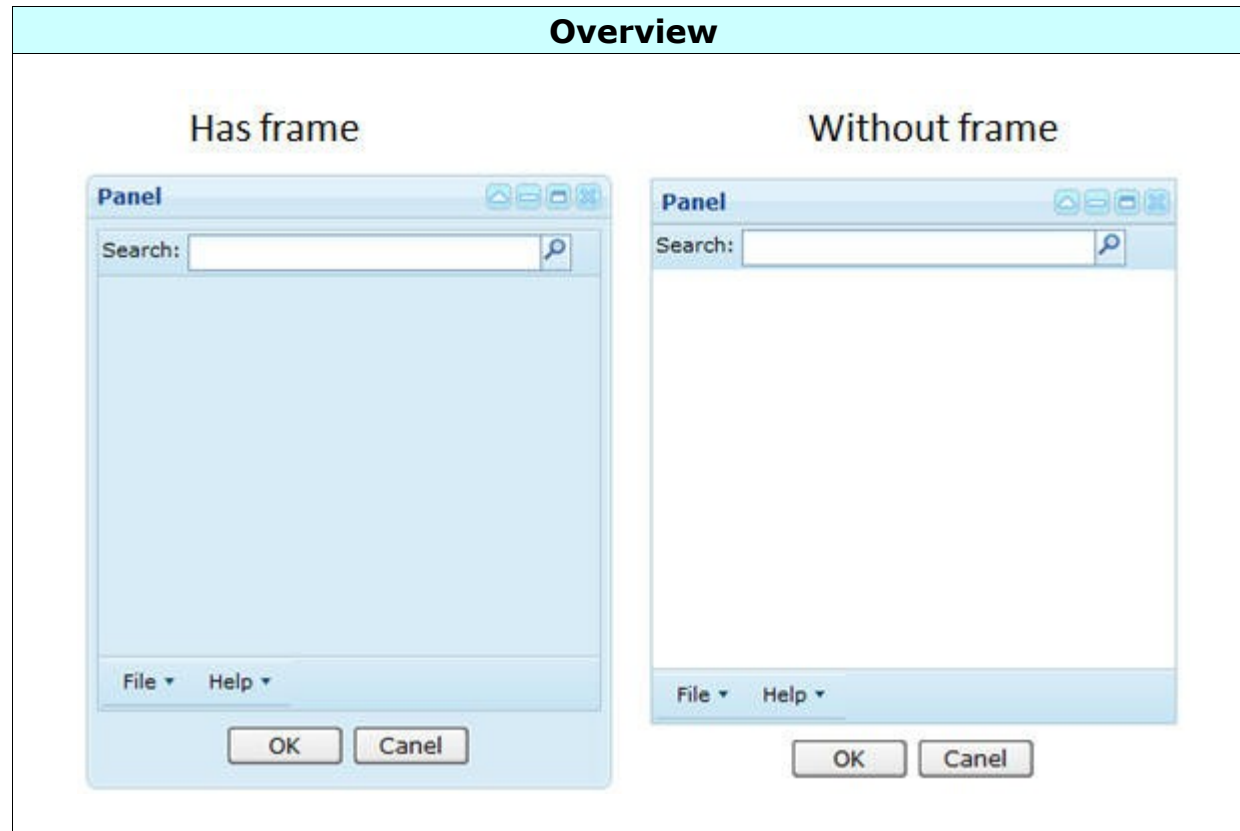 Overview
Has frame
Without frame
Panel
Search:
File Help
OK Canel
Panel
Search:
File Help
OK Canel